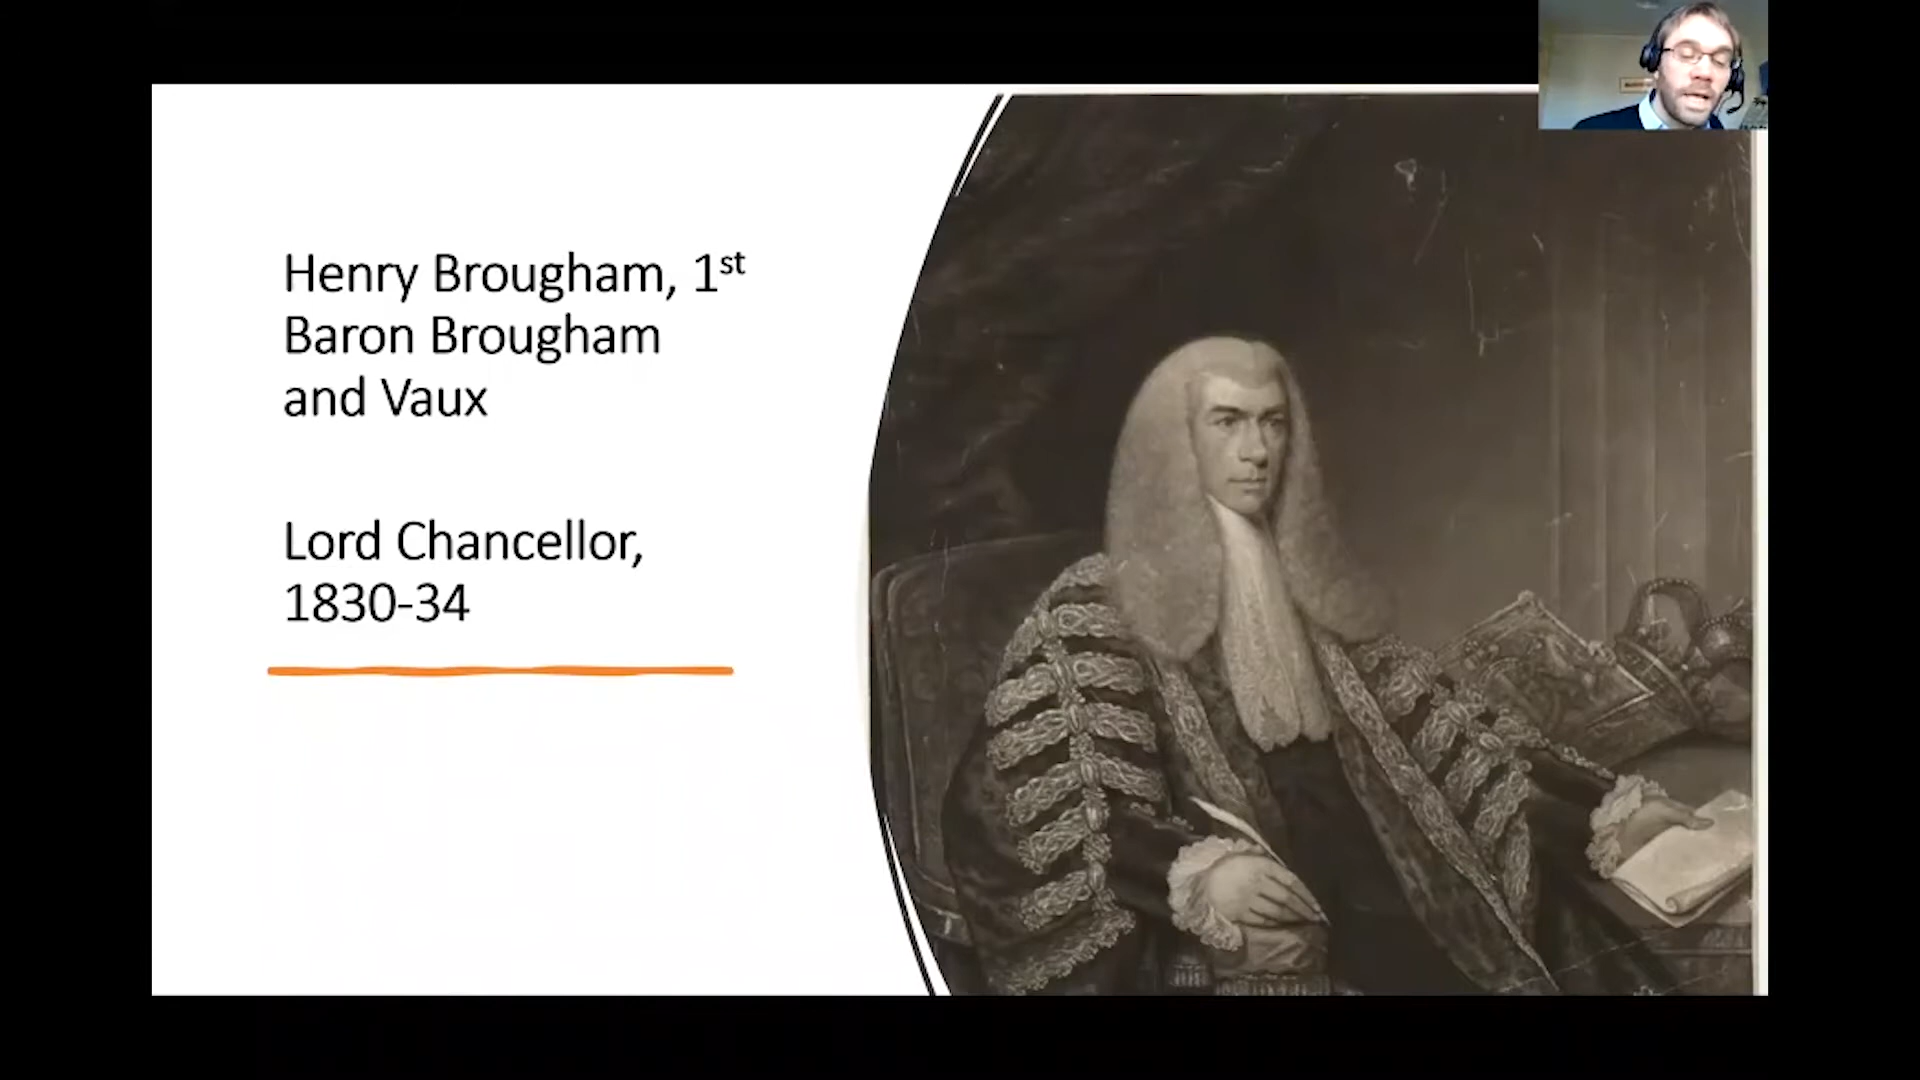 Henry Brougham, 1st
Baron Brougham
and Vaux
Lord Chancellor,
1830-34